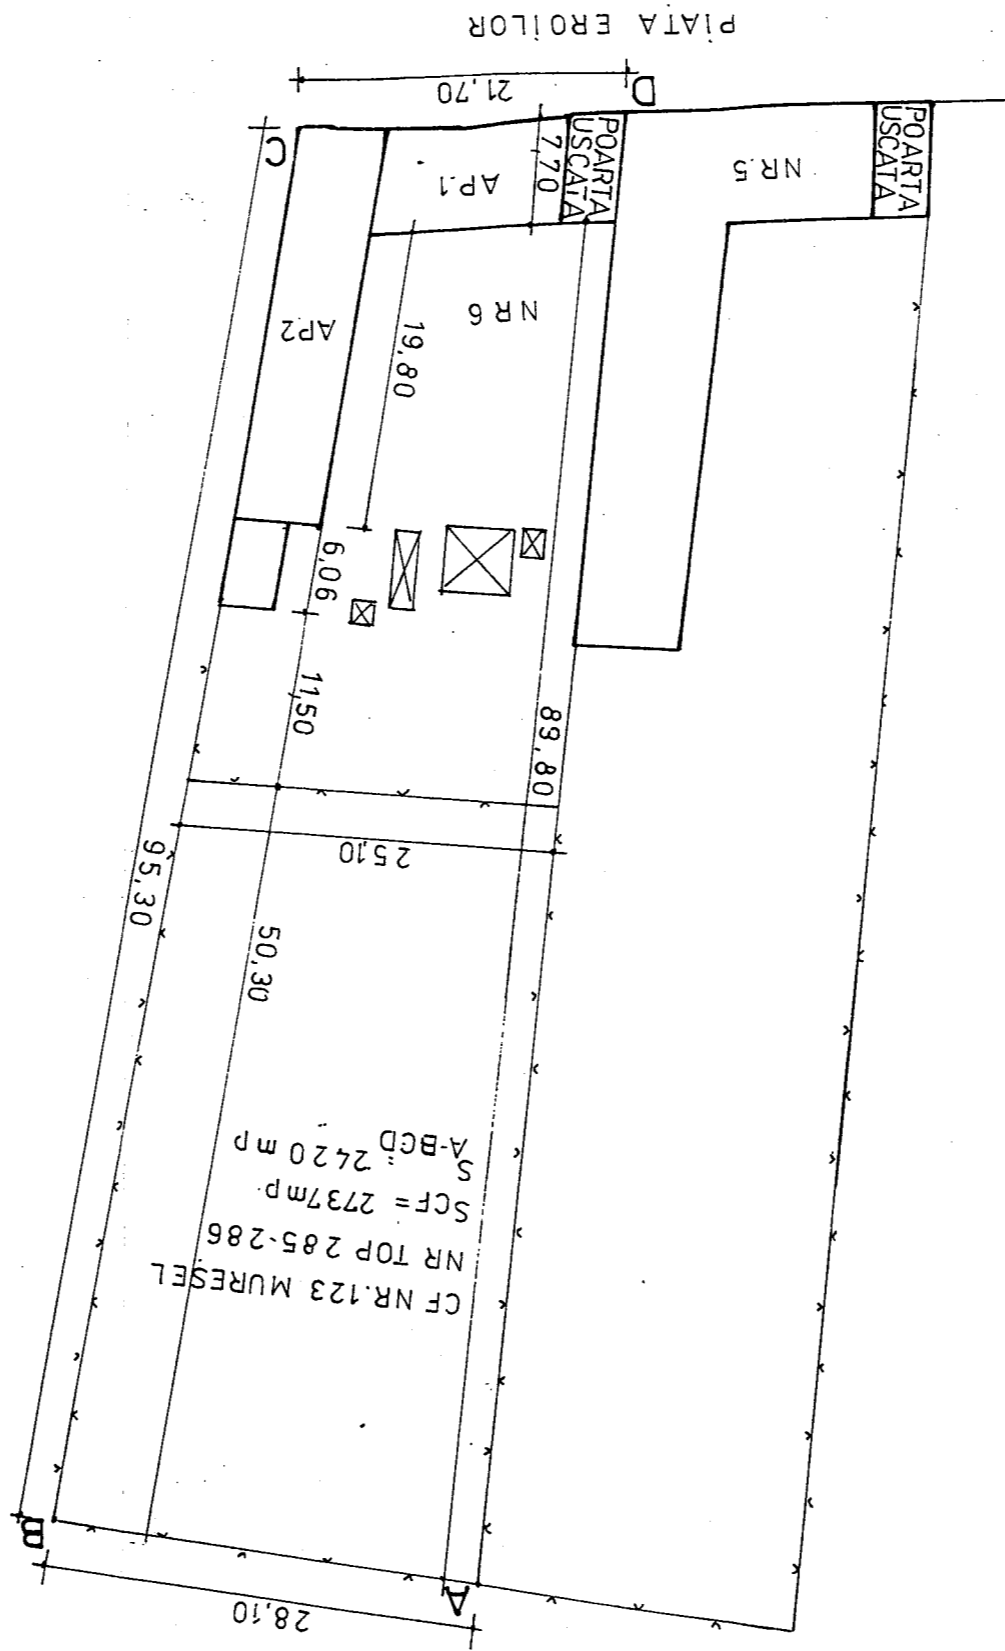 28,10
A
B
CF NR.123 MUREȘEL
NR TOP 285-286
SCF = 2737mp
S = 2420 mp
A-BCD
50,30
95,30
25,10
89,80
11,50
6,06
19,80
NR 6
AP2
AP.1
7.70
POARTA
USCATA
NR.5
POARTA
USCATA
C
D
21,70
PIATA EROILOR